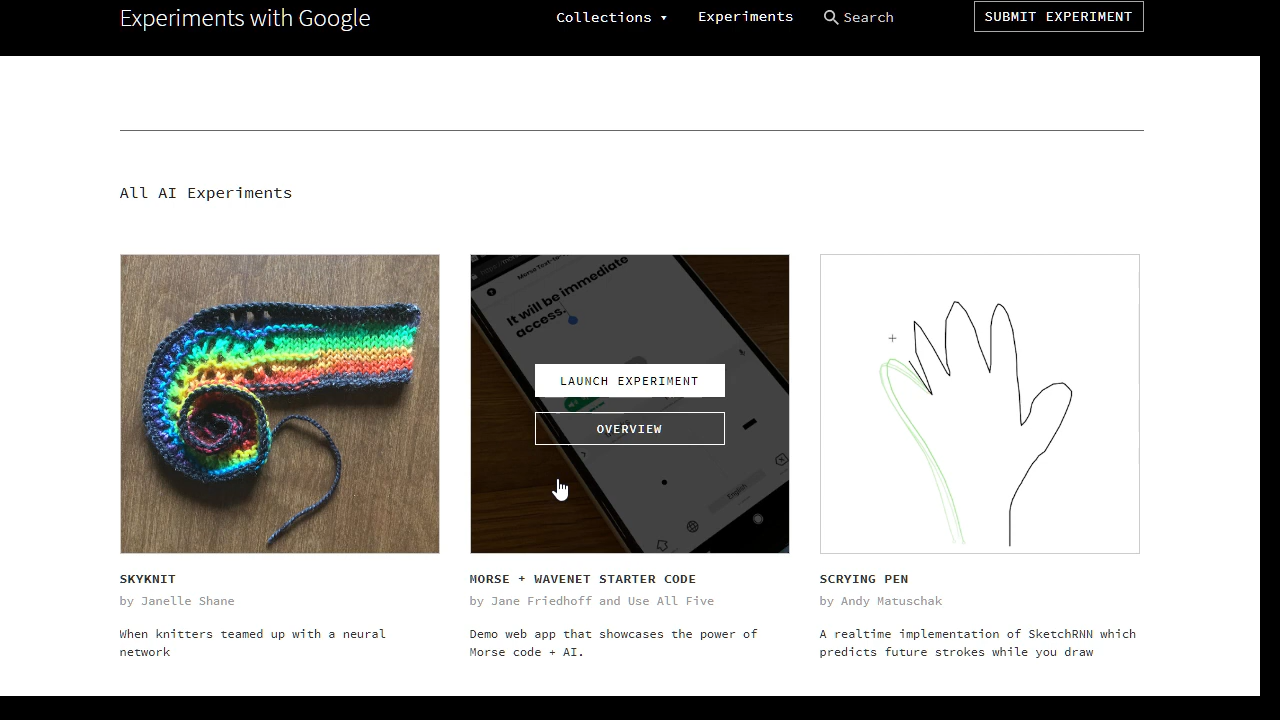 Experiments with Google
Collections ▾
Experiments
Search
SUBMIT EXPERIMENT
All AI Experiments
It will be immediate
access.
LAUNCH EXPERIMENT
OVERVIEW
English
SKYKNIT
by Janelle Shane
When knitters teamed up with a neural
network
MORSE + WAVENET STARTER CODE
by Jane Friedhoff and Use All Five
Demo web app that showcases the power of
Morse code + AI.
SCRYING PEN
by Andy Matuschak
A realtime implementation of SketchRNN which
predicts future strokes while you draw